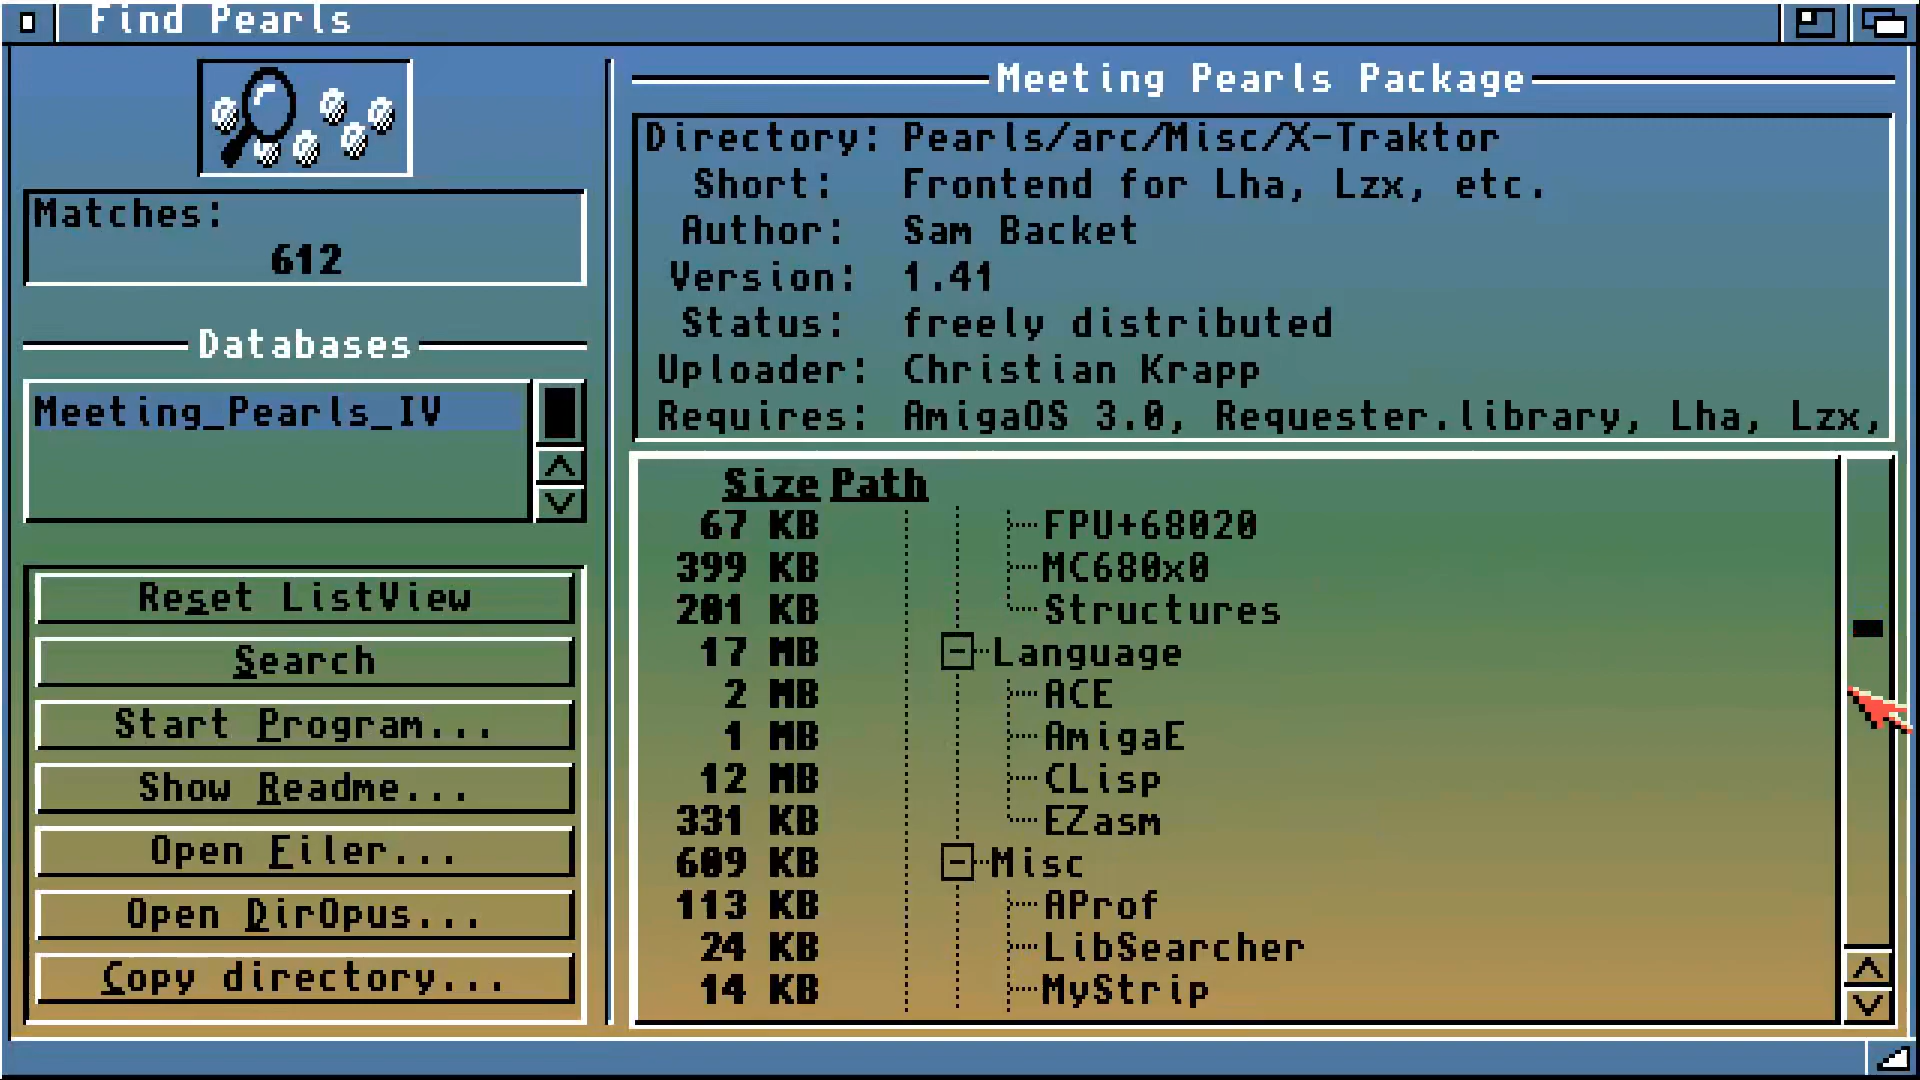 Find Pearls
Matches:
612
Databases
Meeting_Pearls_IV
Reset ListView
Search
Start Program...
Show Readme...
Open Filer...
Open DirOpus...
Copy directory...
Meeting Pearls Package
Directory: Pearls/arc/Misc/X-Traktor
Short: Frontend for Lha, Lzx, etc.
Author: Sam Backet
Version: 1.41
Status: freely distributed
Uploader: Christian Krapp
Requires: AmigaOS 3.0, Requester.library, Lha, Lzx,
Size Path
67 KB FPU+68020
399 KB MC680x0
201 KB Structures
17 MB Language
2 MB ACE
1 MB AmigaE
12 MB CLisp
331 KB EZasm
609 KB Misc
113 KB AProf
24 KB LibSearcher
14 KB MyStrip